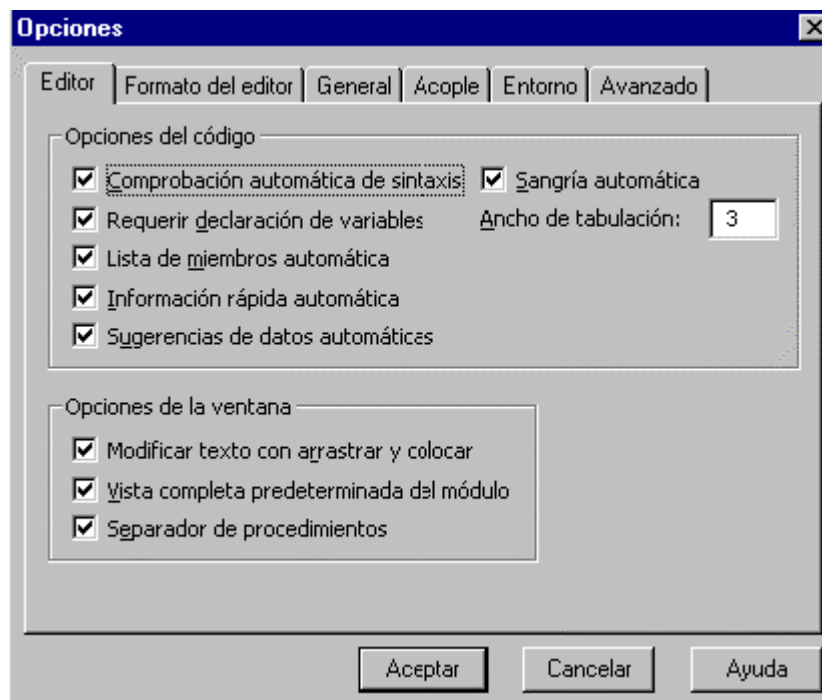 Opciones
Editor Formato del editor General Acople Entorno Avanzado
Opciones del código
Comprobación automática de sintaxis Sangría automática
Requerir declaración de variables Ancho de tabulación: 3
Lista de miembros automática
Información rápida automática
Sugerencias de datos automáticas
Opciones de la ventana
Modificar texto con arrastrar y colocar
Vista completa predeterminada del módulo
Separador de procedimientos
Aceptar Cancelar Ayuda